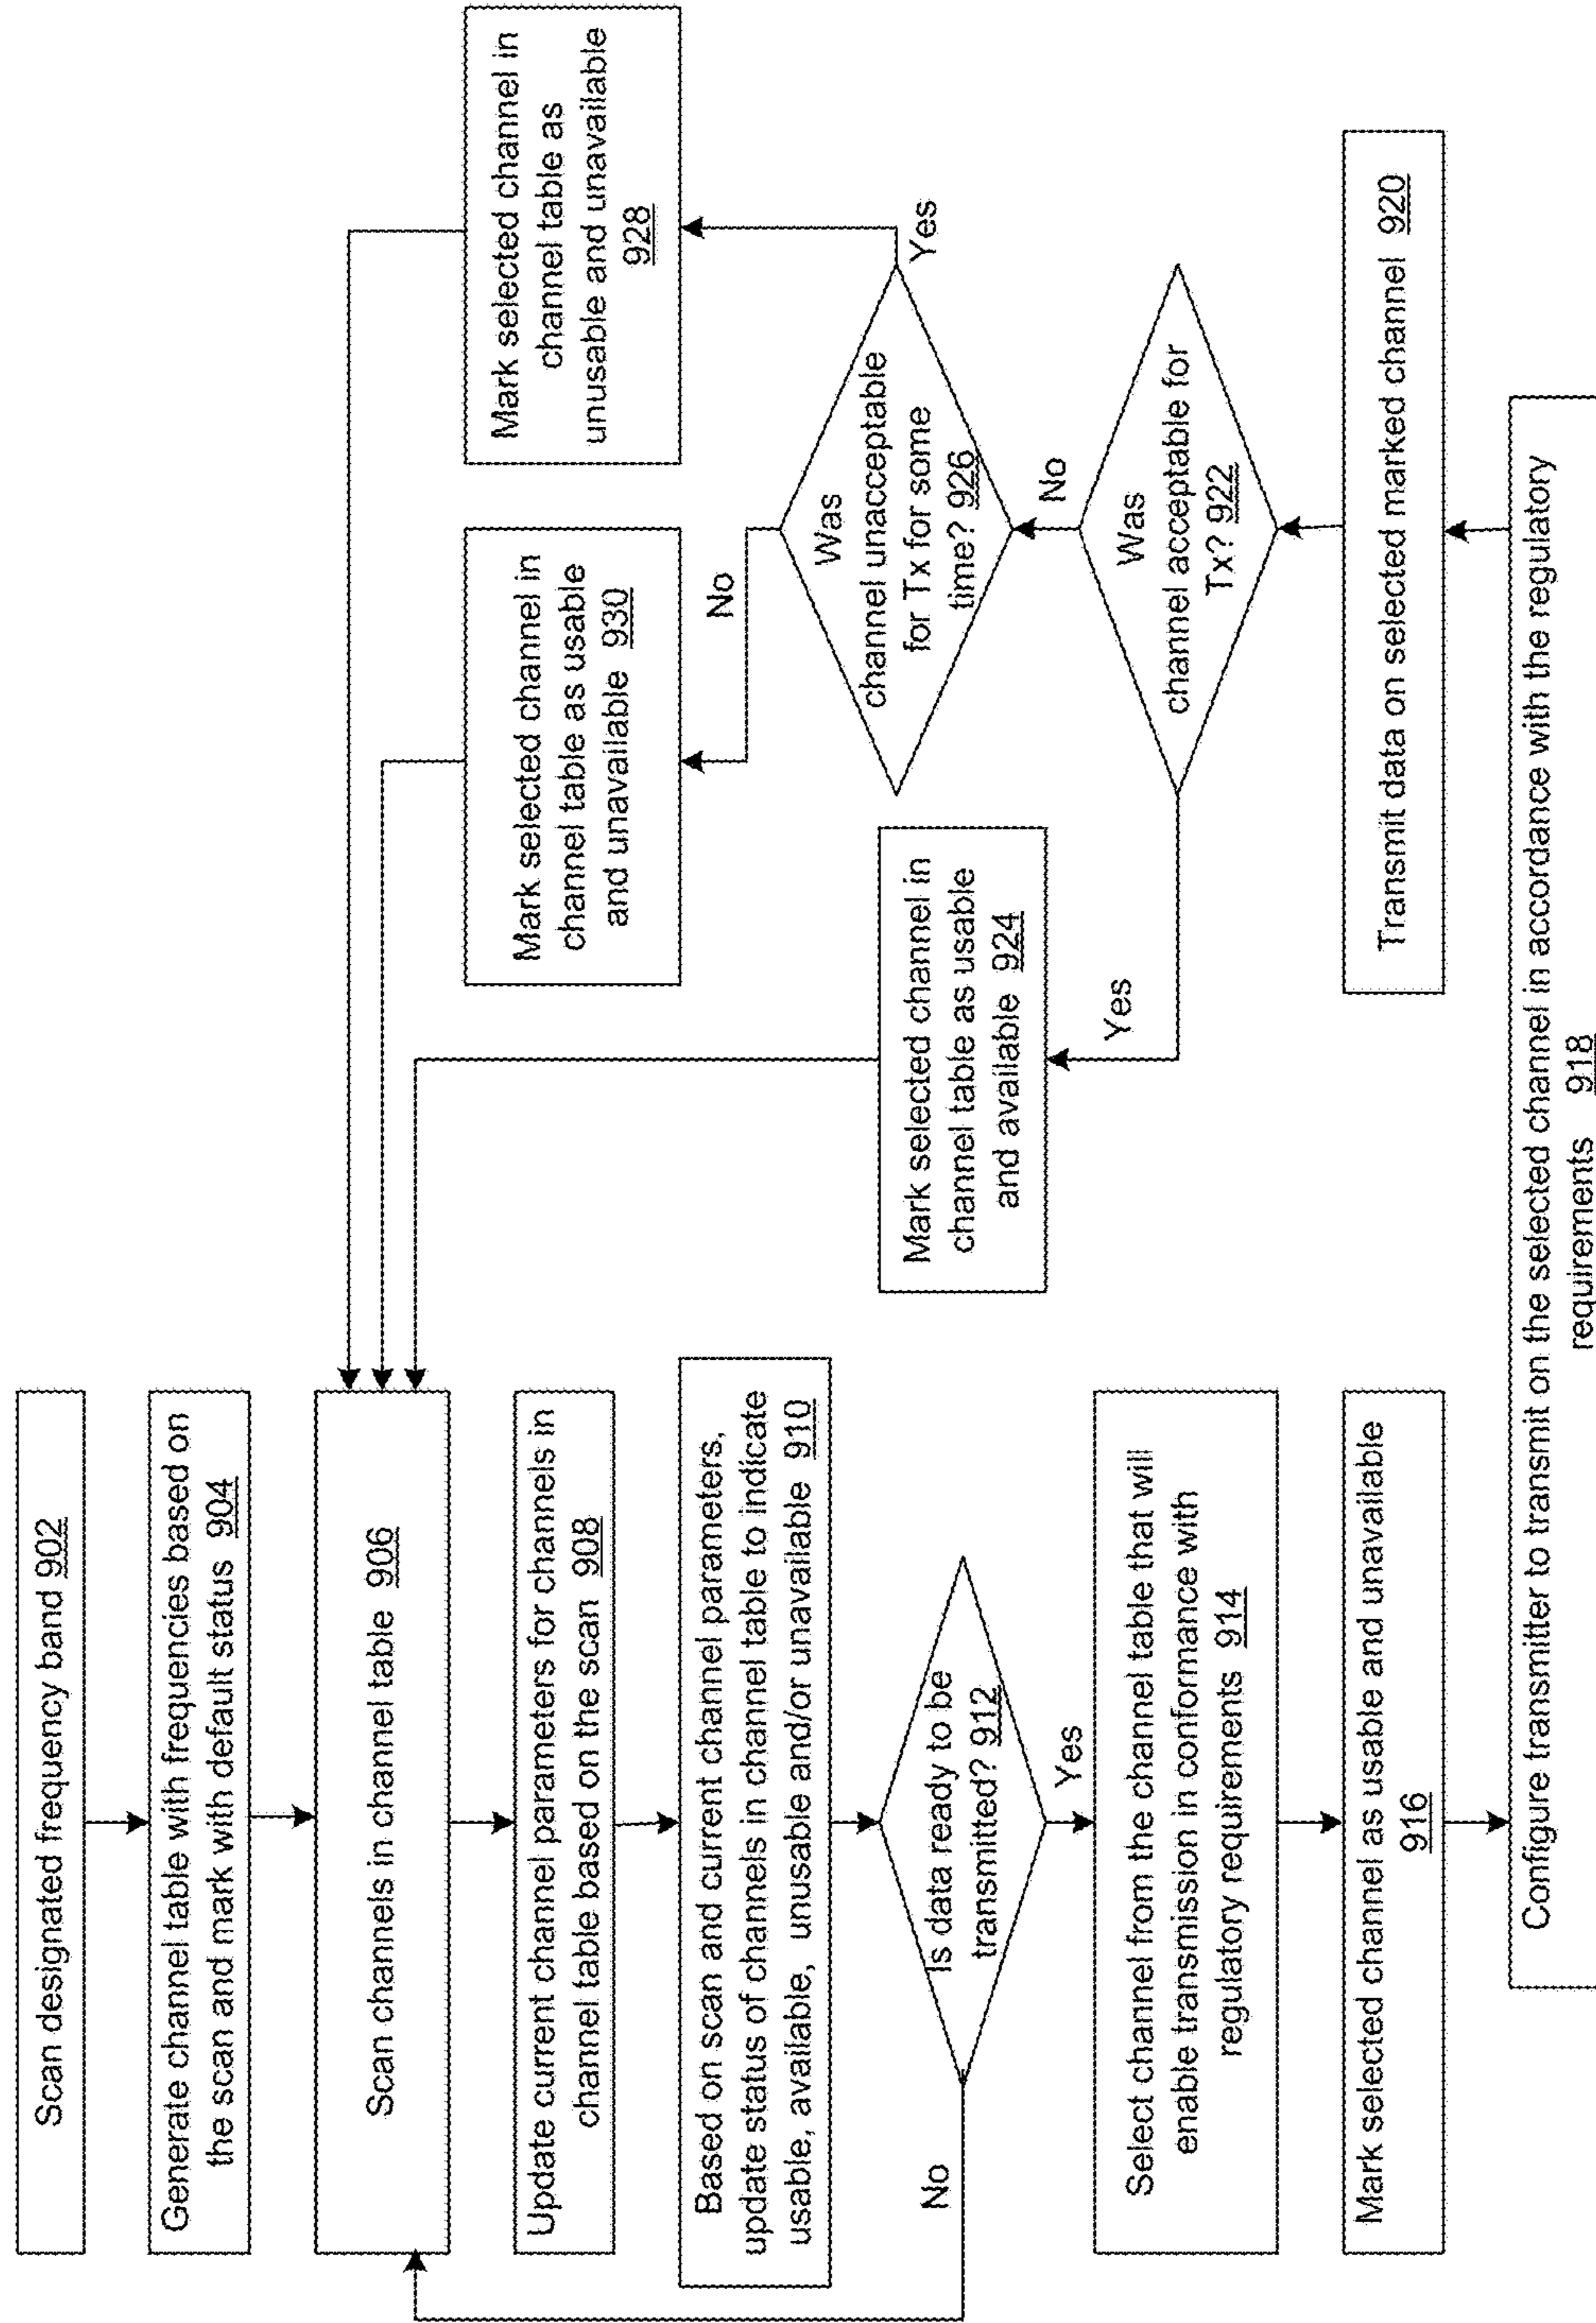 Scan designated frequency band 902
Generate channel table with frequencies based on
the scan and mark with default status 904
Scan channels in channel table 906
Update current channel parameters for channels in
channel table based on the scan 908
Based on scan and current channel parameters,
update status of channels in channel table to indicate
usable, available, unusable and/or unavailable 910
Is data ready to be
transmitted? 912
No
Yes
Select channel from the channel table that will
enable transmission in conformance with
regulatory requirements 914
Mark selected channel as usable and unavailable
916
Configure transmitter to transmit on the selected channel in accordance with the regulatory
requirements 918
Transmit data on selected marked channel 920
Was
channel acceptable for
Tx? 922
Yes
No
Mark selected channel in
channel table as usable
and available 924
Was
channel unacceptable
for Tx for some
time? 926
No
Yes
Mark selected channel in
channel table as usable
and unavailable 930
Mark selected channel in
channel table as
unusable and unavailable
928